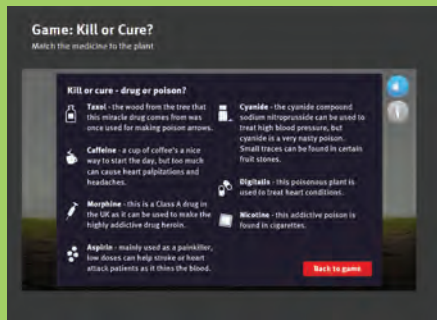 Game: Kill or Cure?
Match the medicine to the plant
Kill or cure - drug or poison?
Taxol - the wood from the tree that
this miracle drug comes from was
once used for making poison arrows.
Caffeine - a cup of coffee's a nice
way to start the day, but too much
can cause heart palpitations and
headaches.
Morphine - this is a Class A drug in
the UK as it can be used to make the
highly addictive drug heroin.
Aspirin - mainly used as a painkiller,
low doses can help stroke or heart
attack patients as it thins the blood.
Cyanide - the cyanide compound
sodium nitroprusside can be used to
treat high blood pressure, but
cyanide is a very nasty poison.
Small traces can be found in certain
fruit stones.
Digitalis - this poisonous plant is
used to treat heart conditions.
Nicotine - this addictive poison is
found in cigarettes.
Back to game